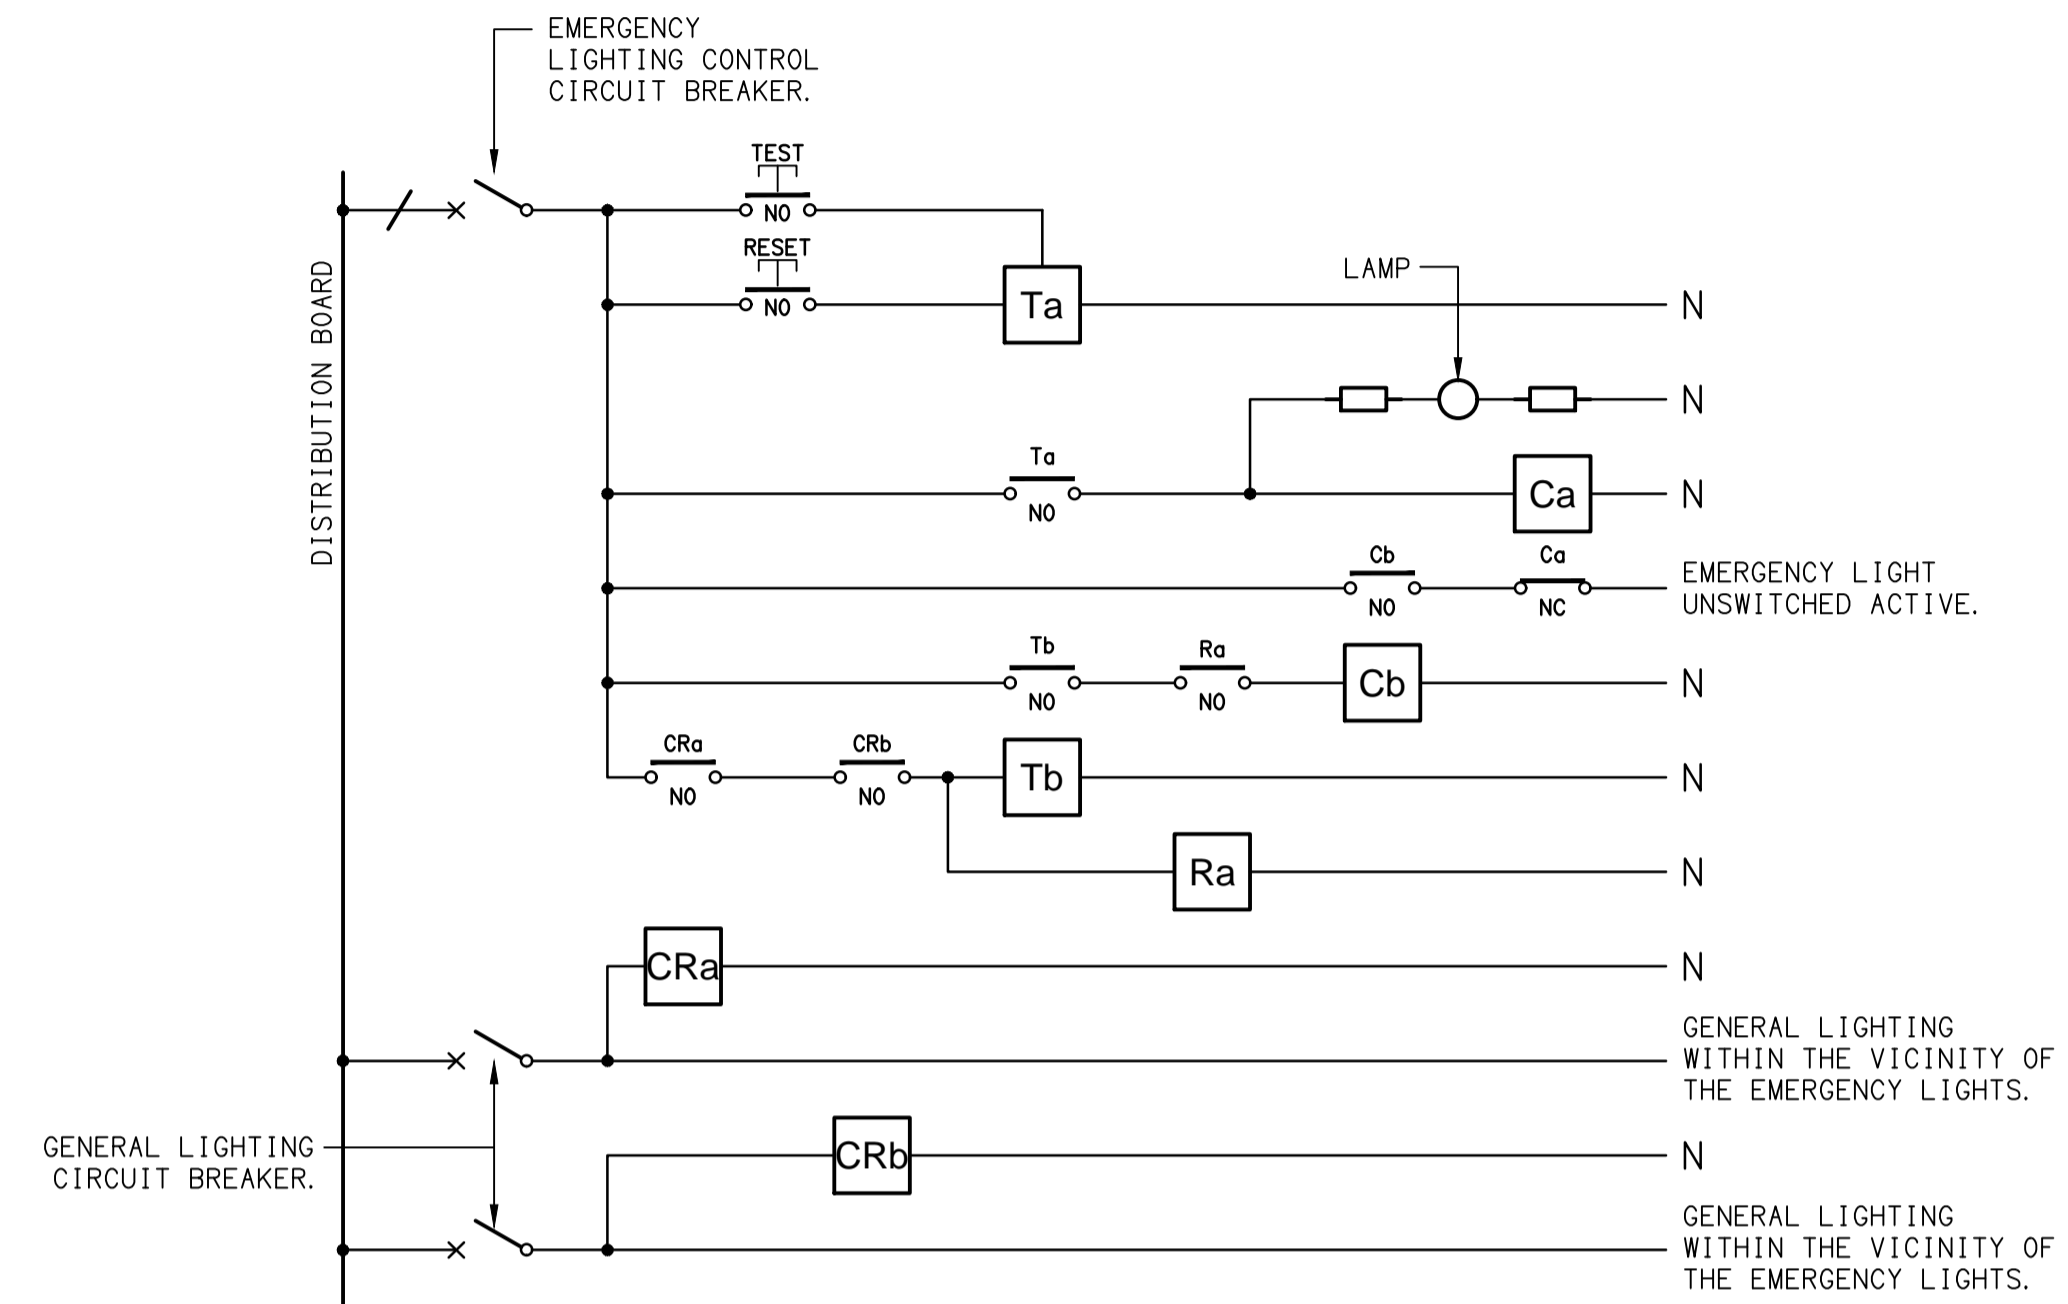 EMERGENCY
LIGHTING CONTROL
CIRCUIT BREAKER.
TEST
NO
RESET
NO
Ta
N
LAMP
N
DISTRIBUTION BOARD
Ta
NO
Ca
N
Cb
NO
Ca
NC
EMERGENCY LIGHT
UNSWITCHED ACTIVE.
Tb
NO
Ra
NO
Cb
N
CRa
NO
CRb
NO
Tb
N
Ra
N
CRa
N
GENERAL LIGHTING
WITHIN THE VICINITY OF
THE EMERGENCY LIGHTS.
GENERAL LIGHTING
CIRCUIT BREAKER.
CRb
N
GENERAL LIGHTING
WITHIN THE VICINITY OF
THE EMERGENCY LIGHTS.